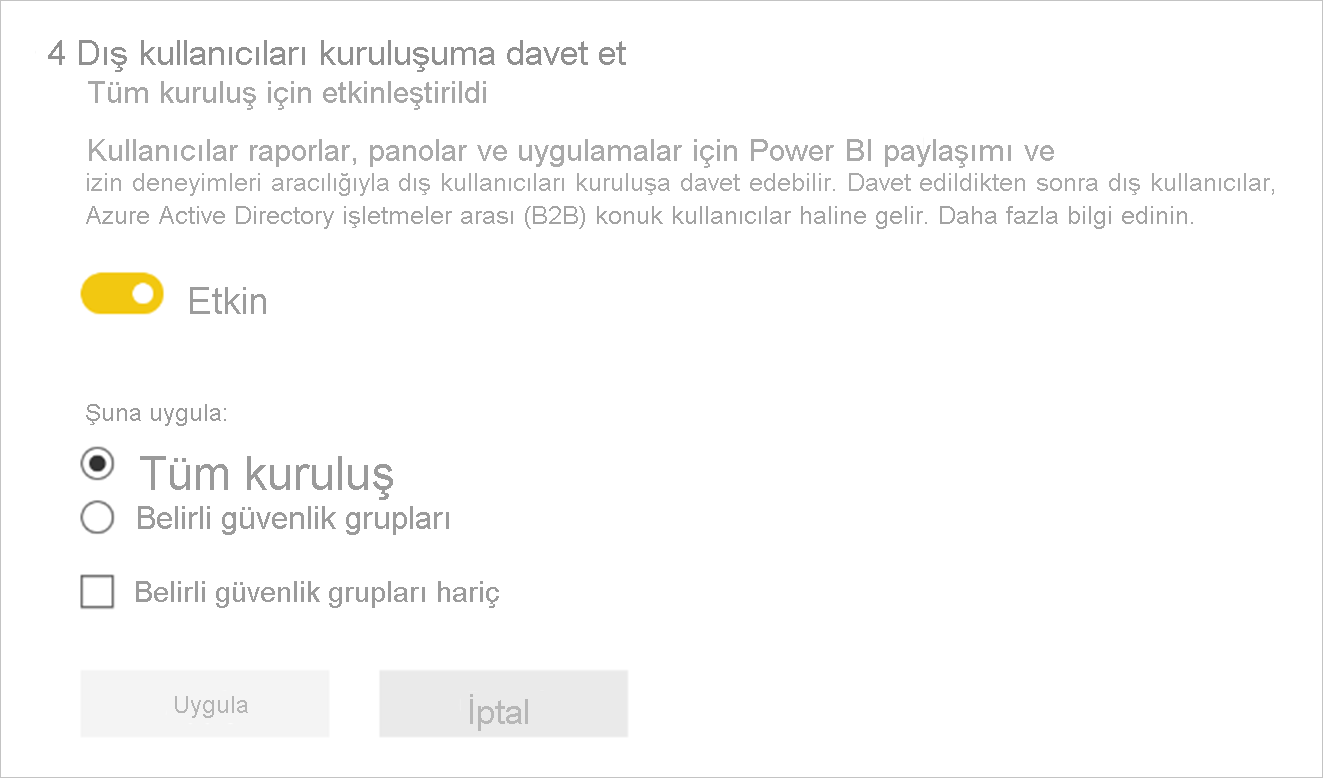 4 Dış kullanıcıları kuruluşuma davet et
Tüm kuruluş için etkinleştirildi
Kullanıcılar raporlar, panolar ve uygulamalar için Power BI paylaşımı ve
izin deneyimleri aracılığıyla dış kullanıcıları kuruluşa davet edebilir. Davet edildikten sonra dış kullanıcılar,
Azure Active Directory işletmeler arası (B2B) konuk kullanıcılar haline gelir. Daha fazla bilgi edinin.
Etkin
Şuna uygula:
Tüm kuruluş
Belirli güvenlik grupları
Belirli güvenlik grupları hariç
Uygula
İptal